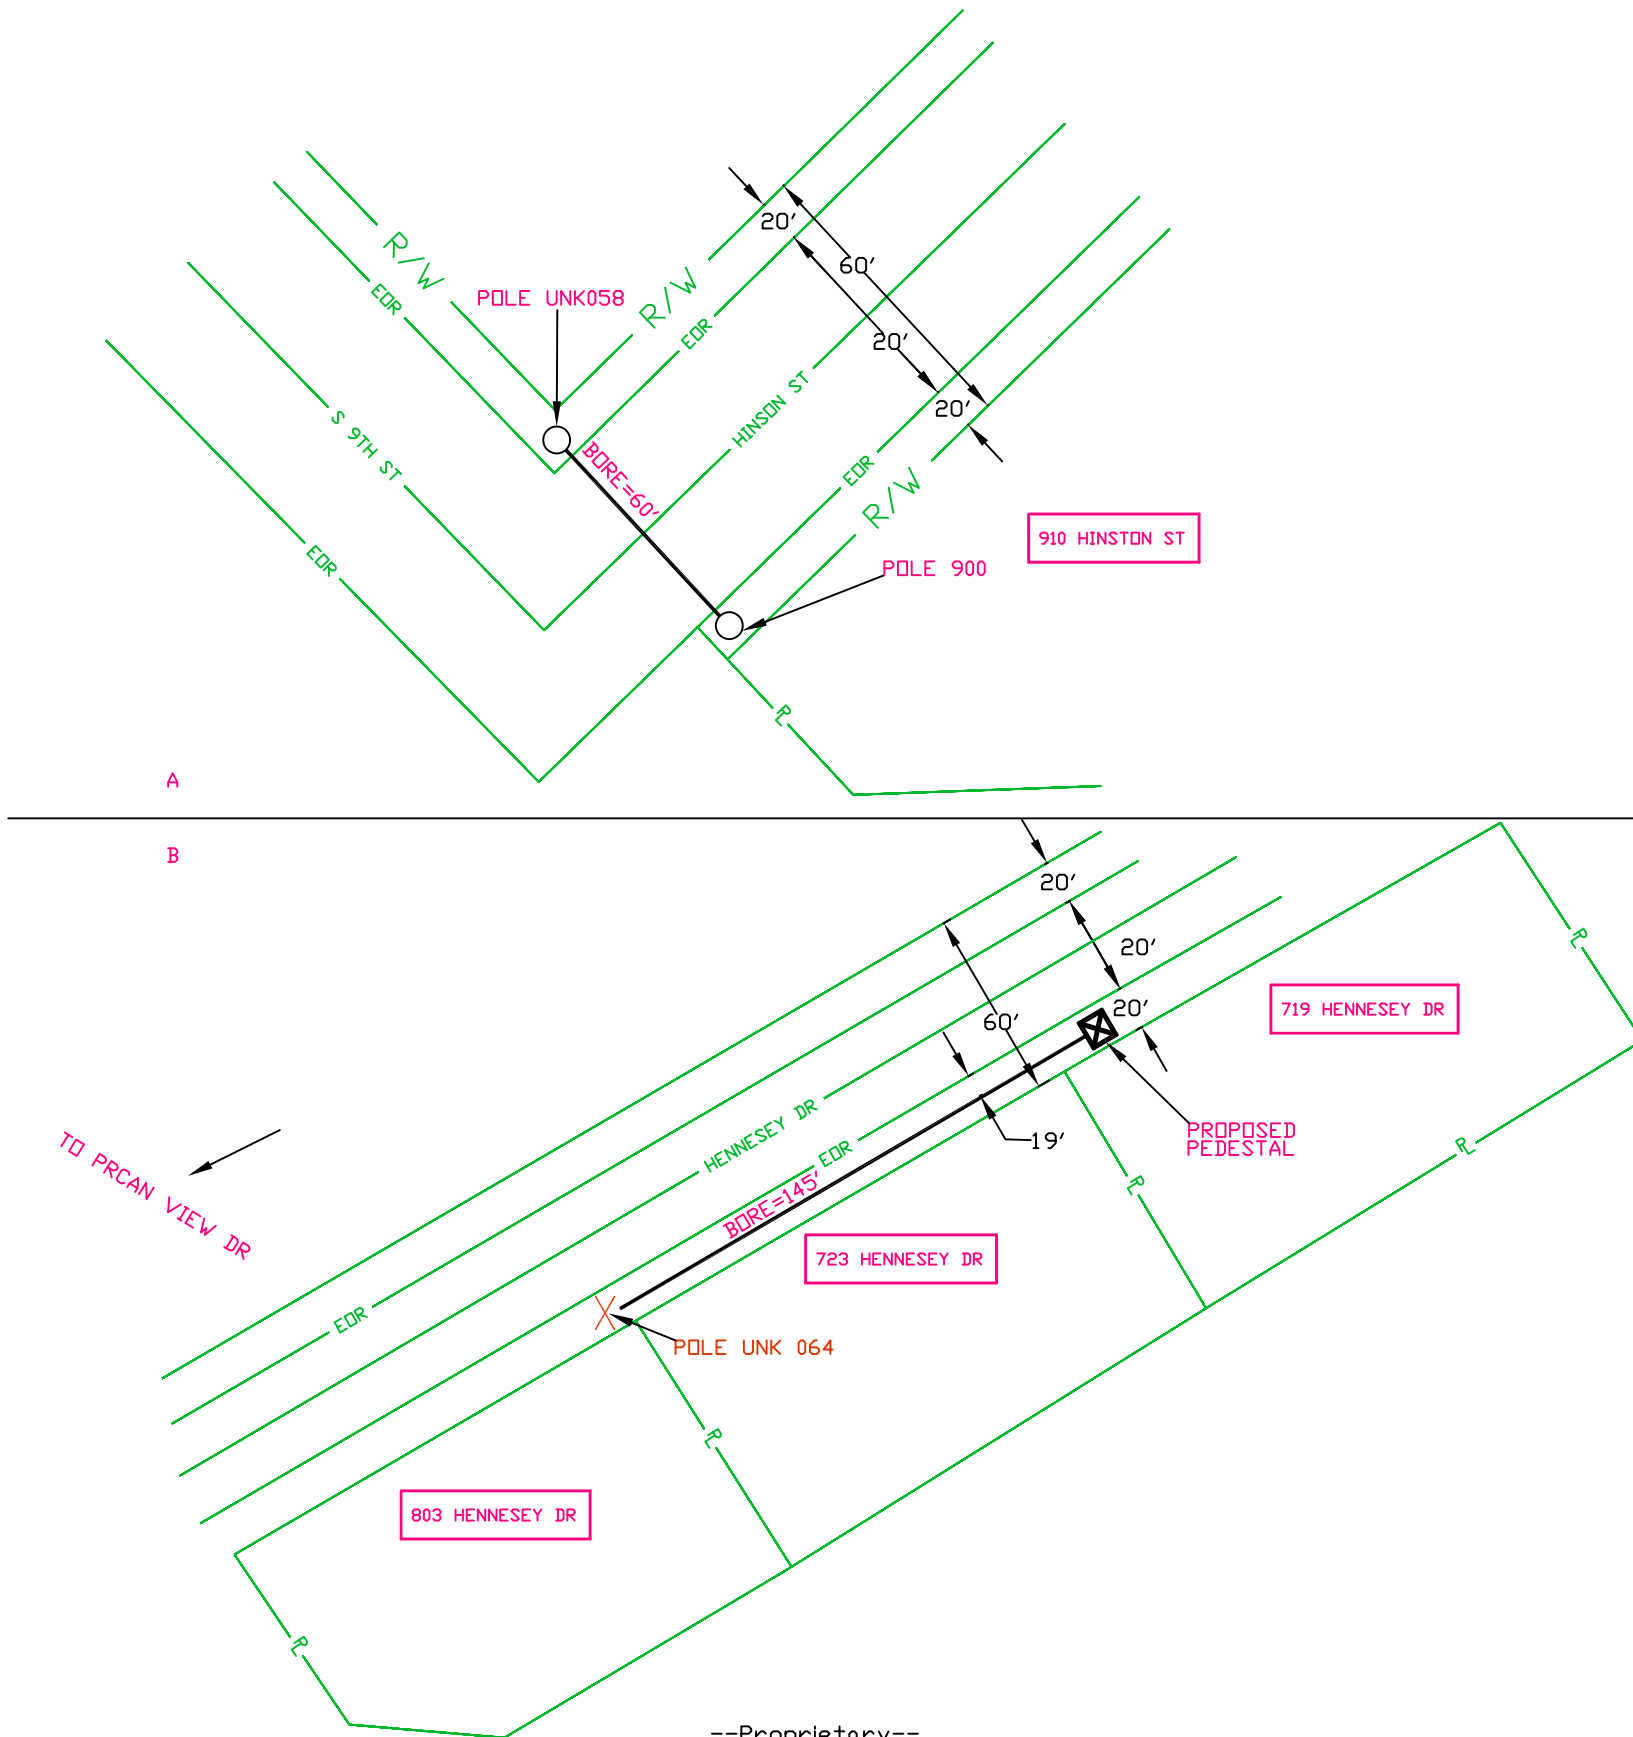 R/W
EOR
POLE UNK058
R/W
EOR
20'
60'
20'
20'
S 9TH ST
HINSON ST
BORE=60'
EOR
R/W
EOR
910 HINSTON ST
POLE 900
PL
A
B
20'
20'
20'
60'
PL
719 HENNESEY DR
TO PRCAN VIEW DR
HENNESEY DR
EOR
19'
PROPOSED
PEDESTAL
PL
PL
BORE=145'
723 HENNESEY DR
EOR
POLE UNK 064
PL
803 HENNESEY DR
PL
--Proprietary--